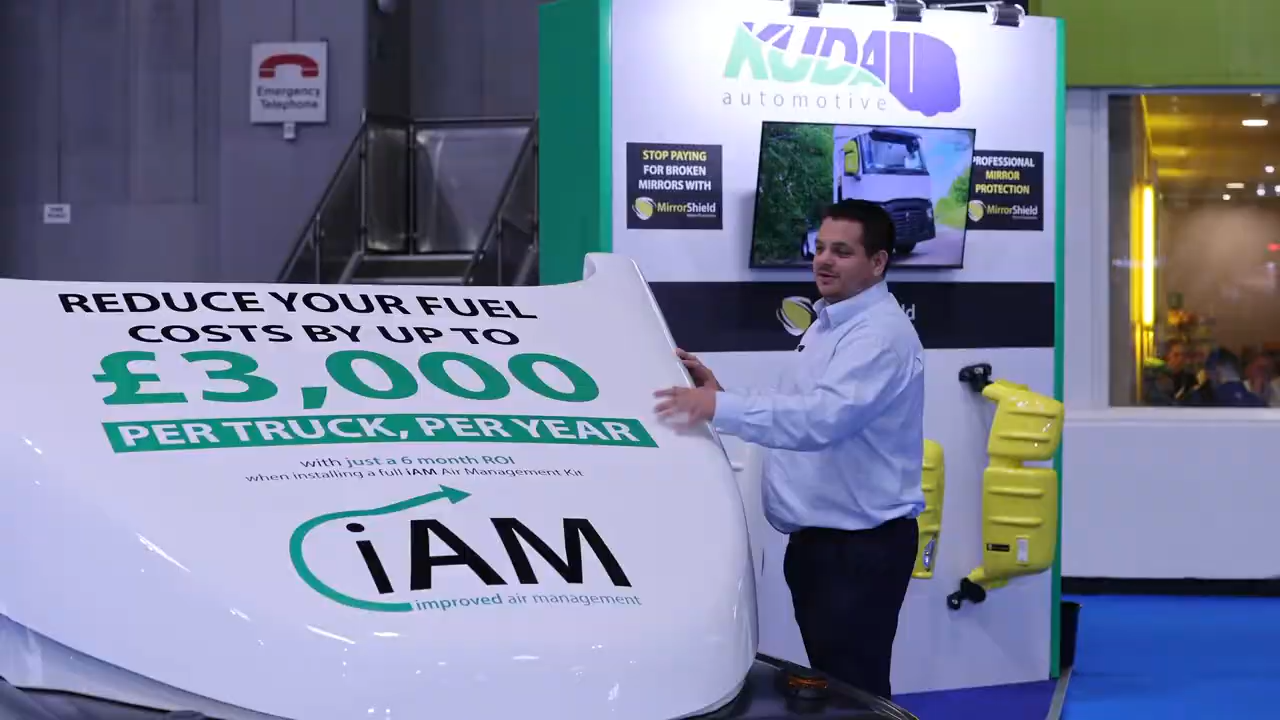 Emergency
Telephone
KUDA
automotive
STOP PAYING
FOR BROKEN
MIRRORS WITH
MirrorShield
PROFESSIONAL
MIRROR
PROTECTION
MirrorShield
REDUCE YOUR FUEL
COSTS BY UP TO
£3,000
PER TRUCK, PER YEAR
with just a 6 month ROI
when installing a full iAM Air Management Kit
iAM
improved air management